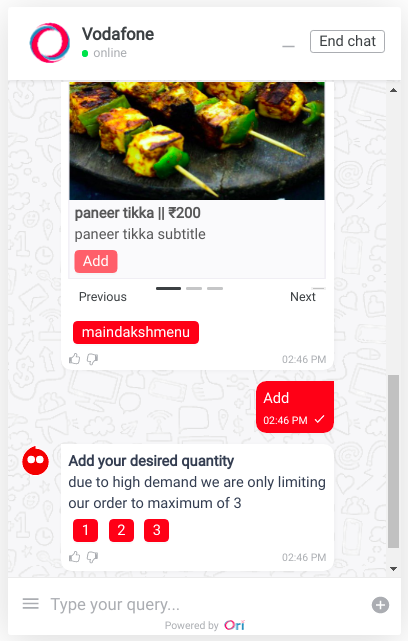 Vodafone
online
End chat
paneer tikka || ₹200
paneer tikka subtitle
Add
Previous
Next
maindakshmenu
02:46 PM
Add
02:46 PM
Add your desired quantity
due to high demand we are only limiting
our order to maximum of 3
1 2 3
02:46 PM
Type your query...
Powered by Ori